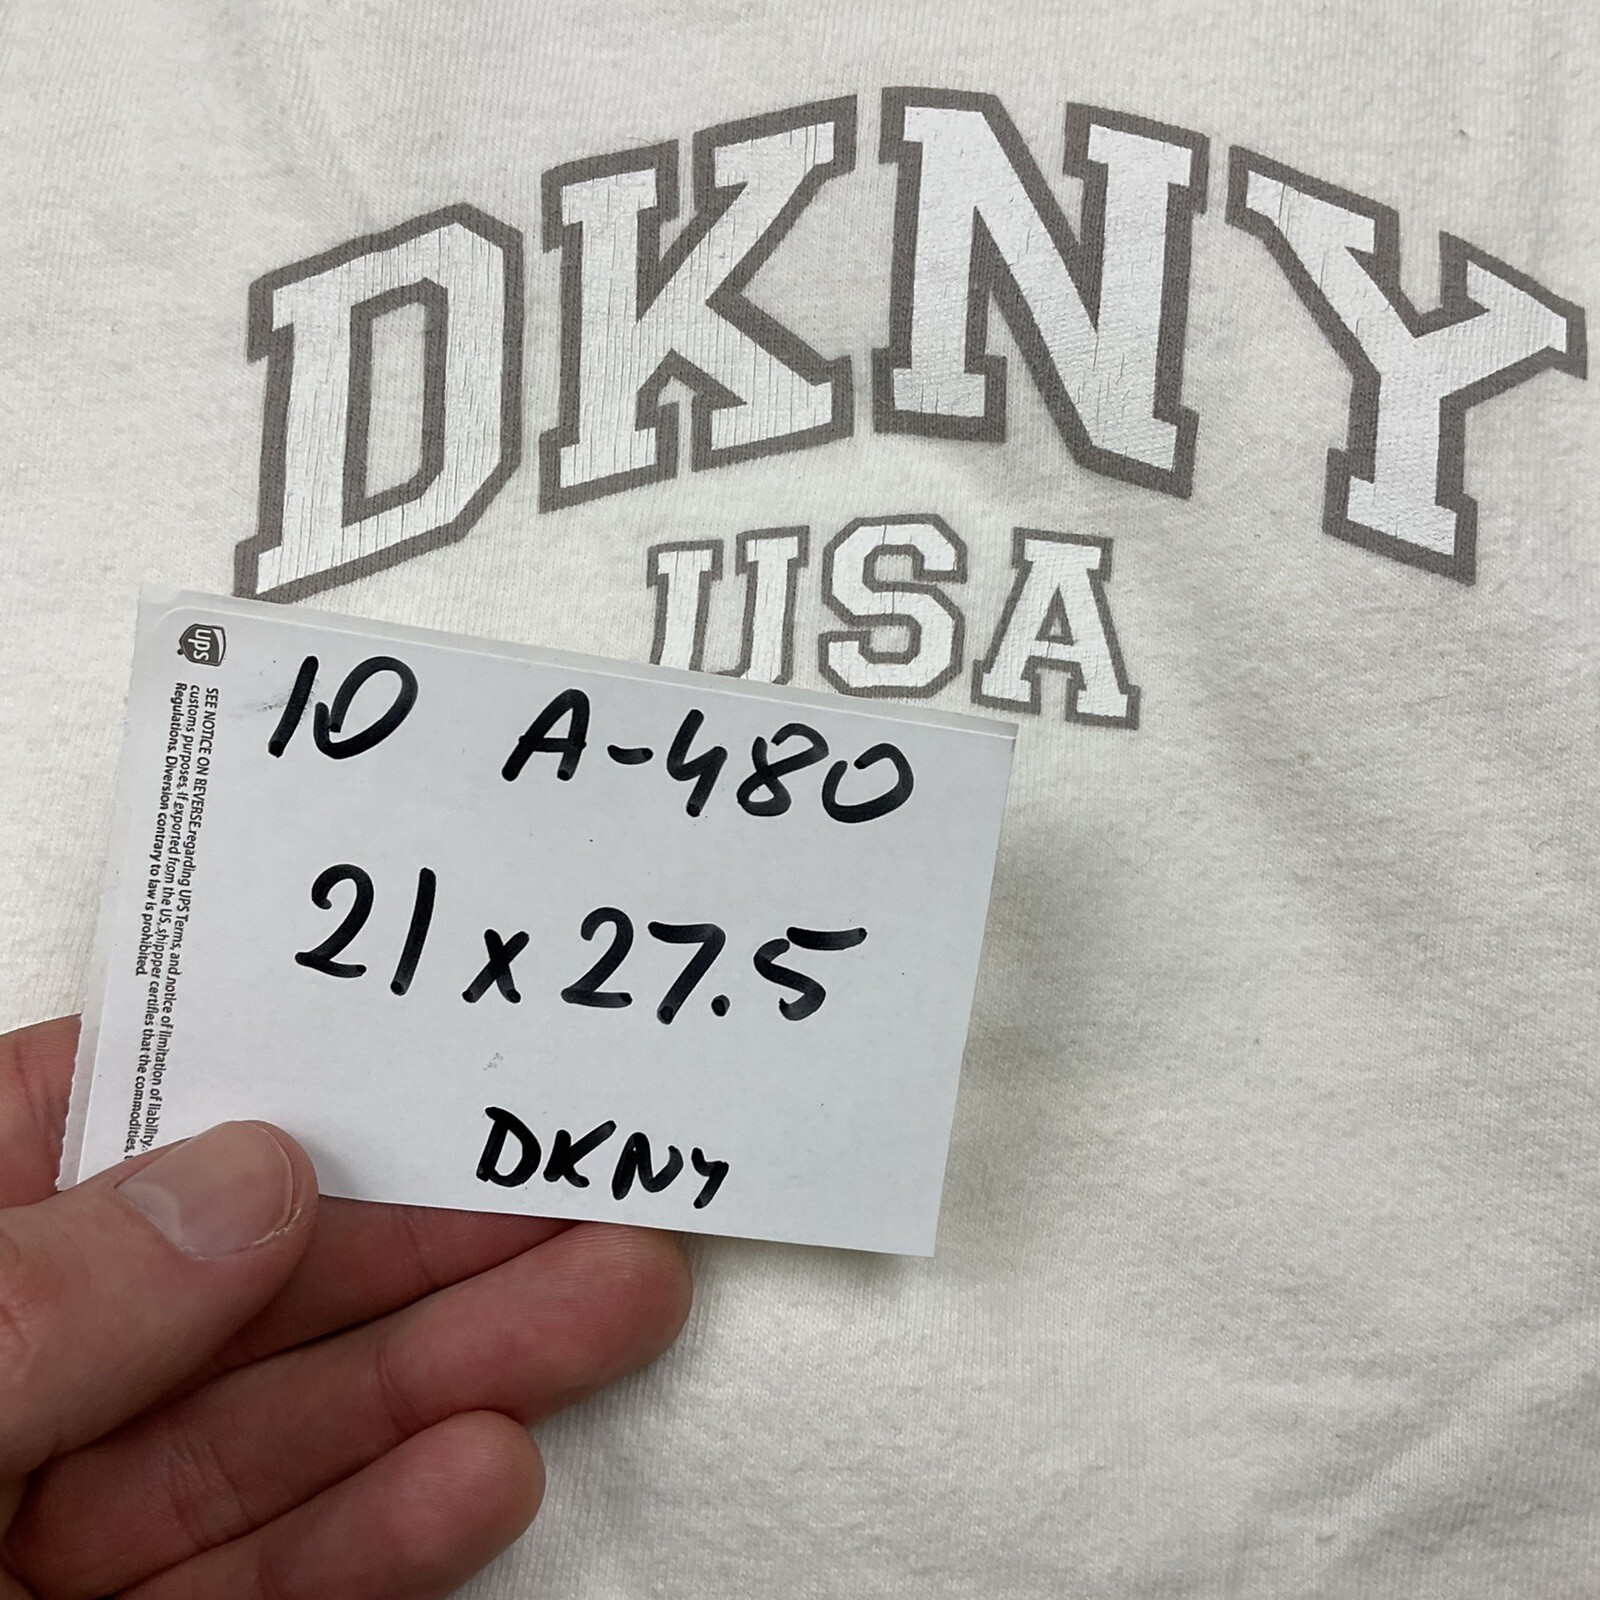 DKNY
USA
ups
SEE NOTICE ON REVERSE regarding UPS Terms, and notice of limitation of liability.
customs purposes. If exported from the US, shippper certifies that the commodities,
Regulations. Diversion contrary to law is prohibited.
10 A-480
21 x 27.5
DKNY